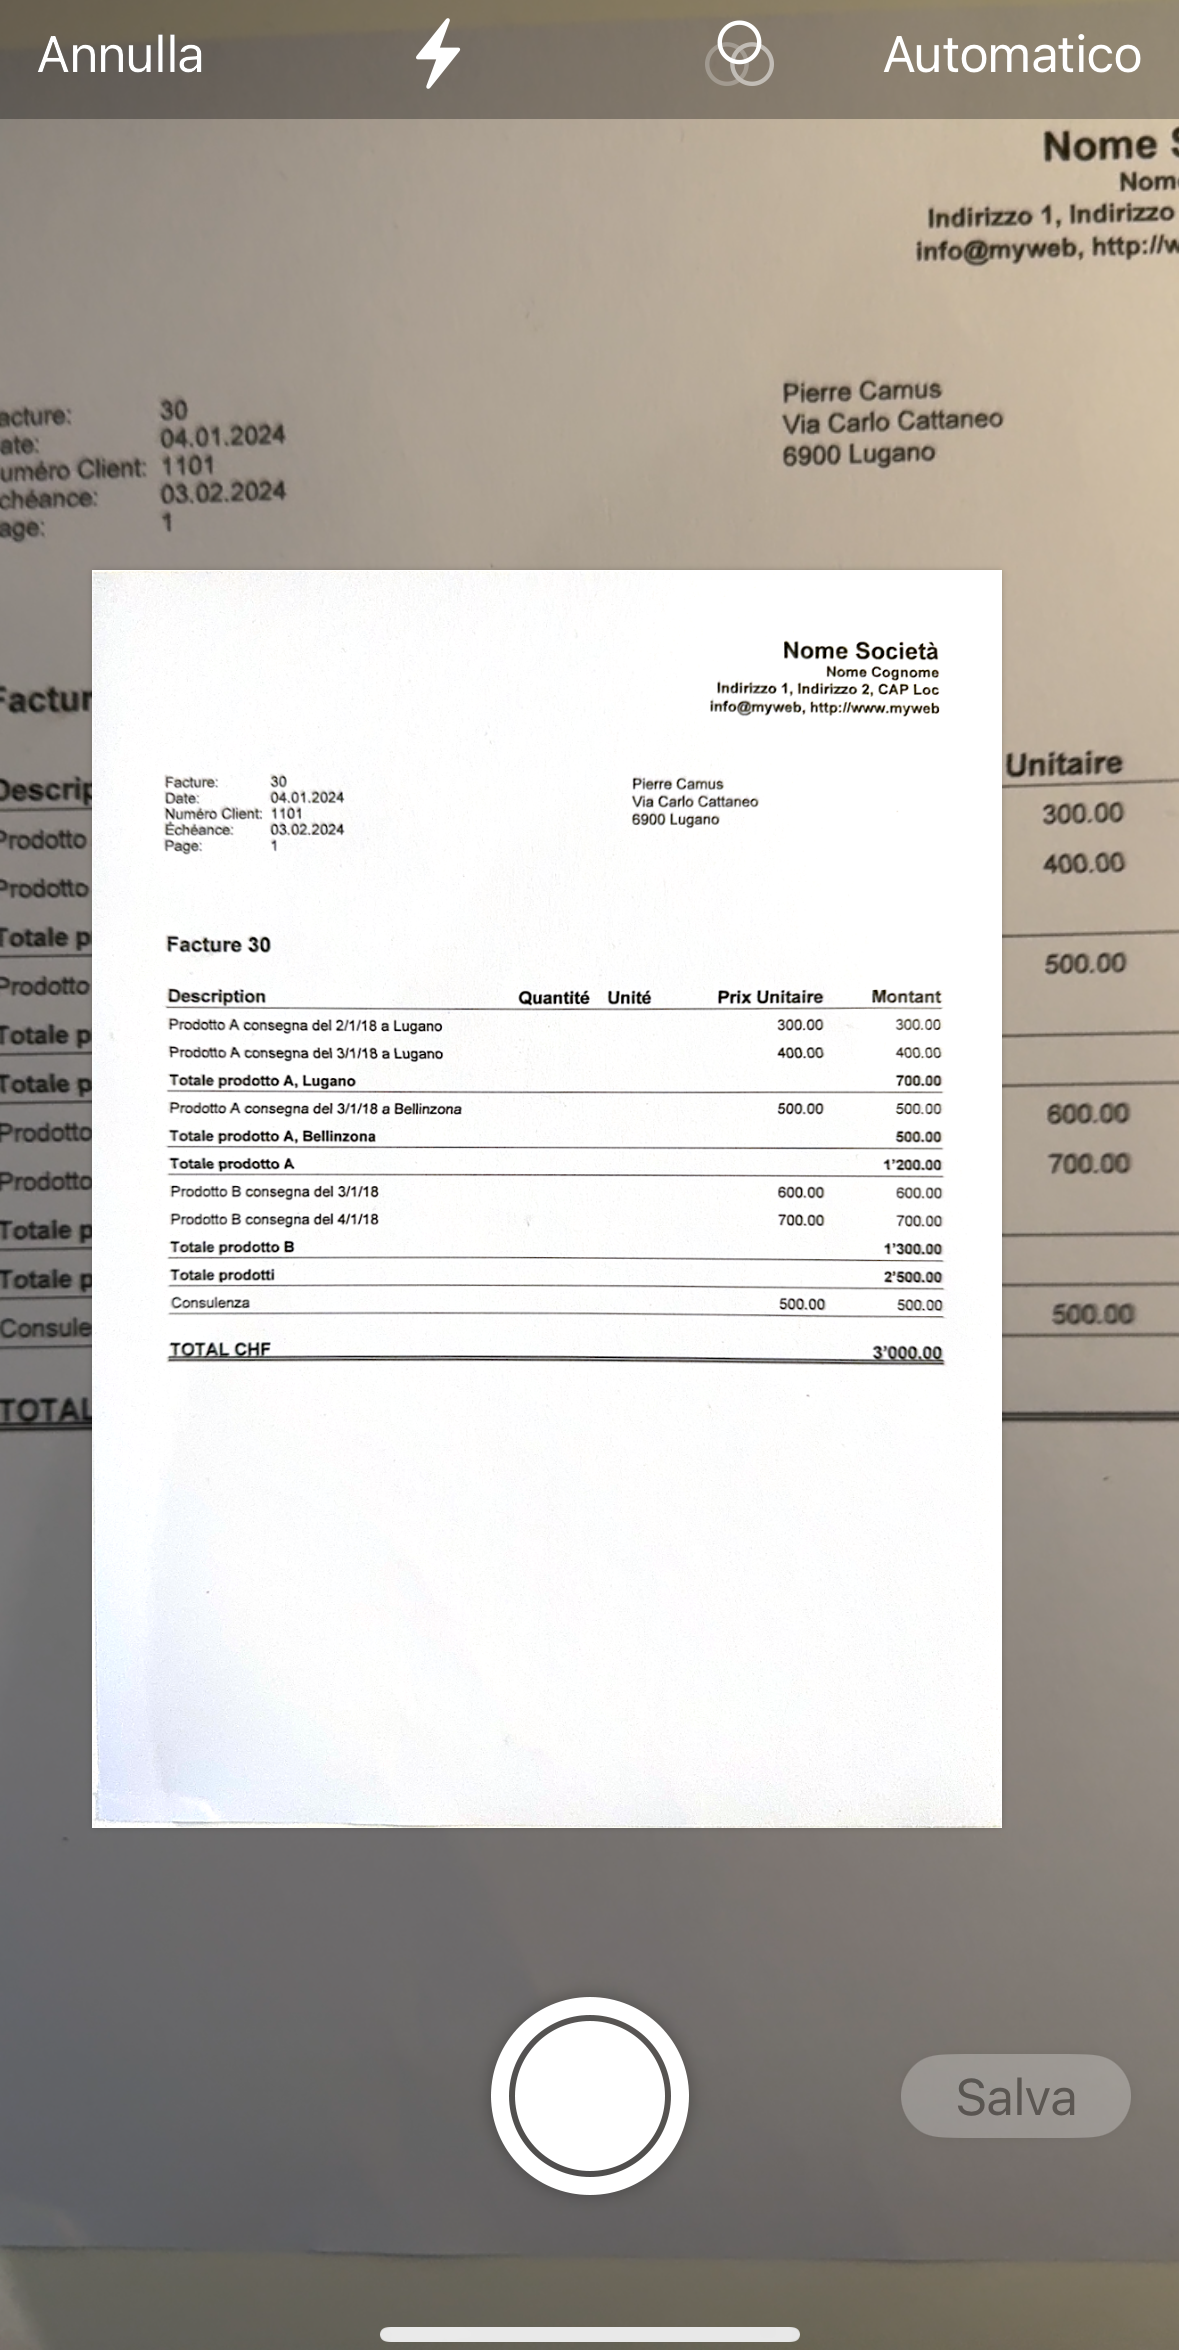 Annulla
Automatico
Nome
Indirizzo 1, Indirizzo
info@myweb, http://w
30
04.01.2024
1101
03.02.2024
1
Client:
Pierre Camus
Via Carlo Cattaneo
6900 Lugano
Nome Società
Nome Cognome
Indirizzo 1, Indirizzo 2, CAP Loc
info@myweb, http://www.myweb
Facture: 30
Date: 04.01.2024
Numéro Client: 1101
Échéance: 03.02.2024
Page: 1
Pierre Camus
Via Carlo Cattaneo
6900 Lugano
Facture 30
Description Quantité Unité Prix Unitaire Montant
Prodotto A consegna del 2/1/18 a Lugano 300.00 300.00
Prodotto A consegna del 3/1/18 a Lugano 400.00 400.00
Totale prodotto A, Lugano 700.00
Prodotto A consegna del 3/1/18 a Bellinzona 500.00 500.00
Totale prodotto A, Bellinzona 500.00
Totale prodotto A 1'200.00
Prodotto B consegna del 3/1/18 600.00 600.00
Prodotto B consegna del 4/1/18 700.00 700.00
Totale prodotto B 1'300.00
Totale prodotti 2'500.00
Consulenza 500.00 500.00
TOTAL CHF 3'000.00
Unitaire
300.00
400.00
500.00
600.00
700.00
500.00
Prodotto
Prodotto
Totale p
Prodotto
Totale p
Totale p
Prodotto
Prodotto
Totale p
Totale p
Consule
TOTAL
Salva